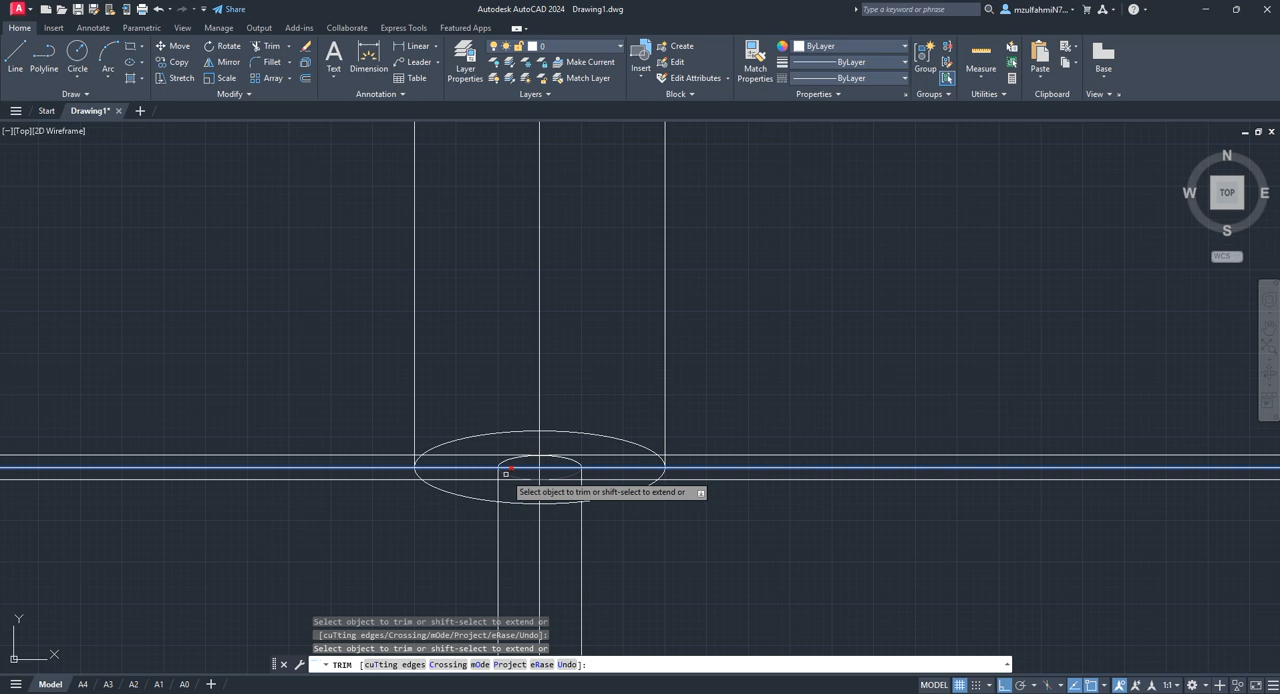 Autodesk AutoCAD 2024 Drawing1.dwg
Share
Type a keyword or phrase
mzulfahmiN7...
Home Insert Annotate Parametric View Manage Output Add-ins Collaborate Express Tools Featured Apps
Line Polyline Circle Arc
Move Rotate Trim
Copy Mirror Fillet
Stretch Scale Array
Text Dimension
Linear
Leader
Table
Layer Properties
0
Make Current
Match Layer
Insert
Create
Edit
Edit Attributes
Match Properties
ByLayer
ByLayer
ByLayer
Group
Measure
Paste
Base
Draw Modify Annotation Layers Block Properties Groups Utilities Clipboard View
Start Drawing1*
[−][Top][2D Wireframe]
N
W TOP E
S
WCS
Select object to trim or shift-select to extend or
Y
X
Select object to trim or shift-select to extend or
[cuTting edges/Crossing/mOde/Project/eRase/Undo]:
Select object to trim or shift-select to extend or
TRIM [cuTting edges Crossing mOde Project eRase Undo]:
Model A4 A3 A2 A1 A0
MODEL 1:1